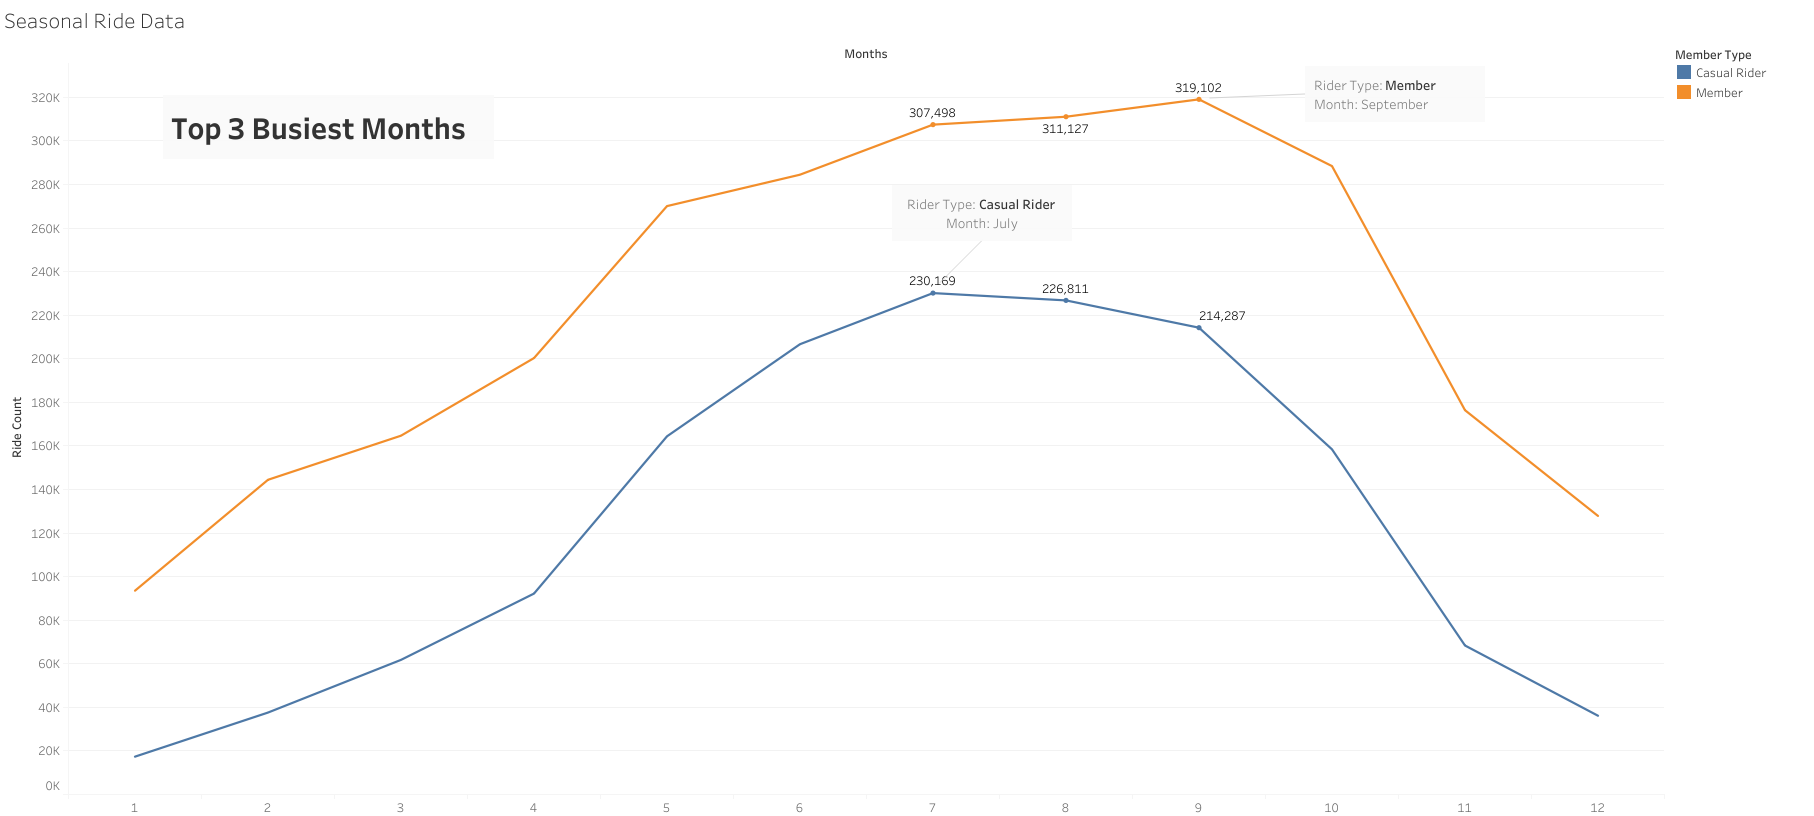 Seasonal Ride Data
Months
Member Type
Casual Rider
Member
Top 3 Busiest Months
Rider Type: Member
Month: September
Rider Type: Casual Rider
Month: July
307,498
311,127
319,102
230,169
226,811
214,287
Ride Count
320K
300K
280K
260K
240K
220K
200K
180K
160K
140K
120K
100K
80K
60K
40K
20K
0K
1 2 3 4 5 6 7 8 9 10 11 12